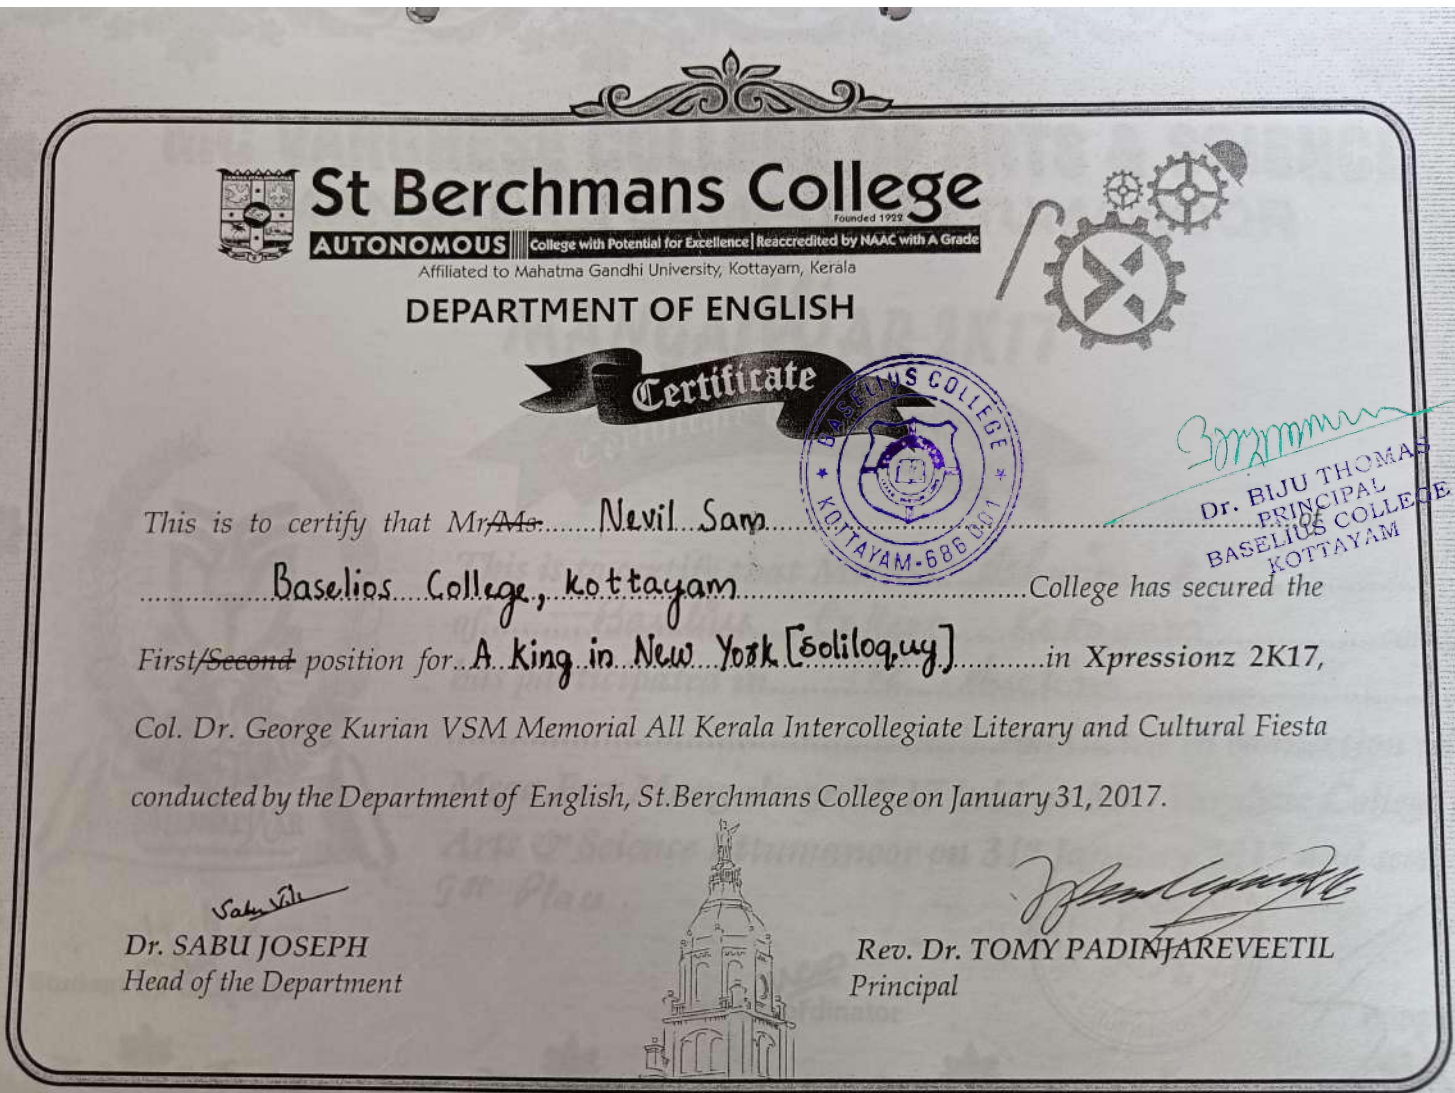 St Berchmans College
Founded 1922
AUTONOMOUS College with Potential for Excellence | Reaccredited by NAAC with A Grade
Affiliated to Mahatma Gandhi University, Kottayam, Kerala
DEPARTMENT OF ENGLISH
Certificate
BASELIUS COLLEGE
KOTTAYAM-686 001
Dr. BIJU THOMAS
PRINCIPAL
BASELIUS COLLEGE
KOTTAYAM
This is to certify that Mr/Ms. Nevil Sam of
Baselios College, kottayam College has secured the
First/Second position for A King in New York [soliloquy] in Xpressionz 2K17,
Col. Dr. George Kurian VSM Memorial All Kerala Intercollegiate Literary and Cultural Fiesta
conducted by the Department of English, St.Berchmans College on January 31, 2017.
Dr. SABU JOSEPH
Head of the Department
Rev. Dr. TOMY PADINJAREVEETIL
Principal